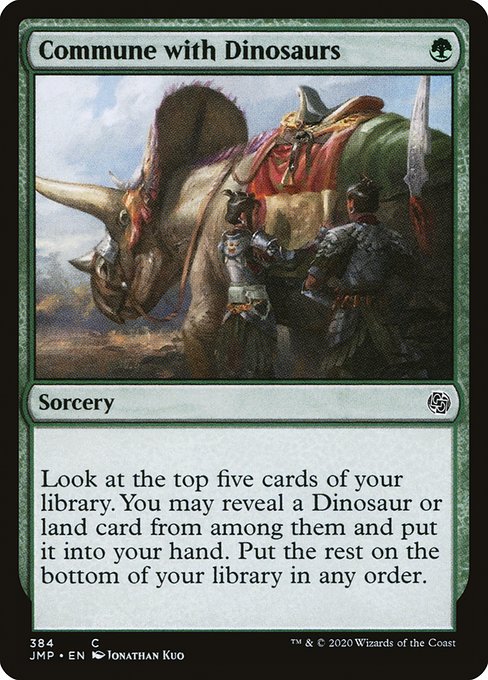 Commune with Dinosaurs
Sorcery
Look at the top five cards of your
library. You may reveal a Dinosaur or
land card from among them and put
it into your hand. Put the rest on the
bottom of your library in any order.
384 C
JMP • EN Jonathan Kuo
™ & © 2020 Wizards of the Coast